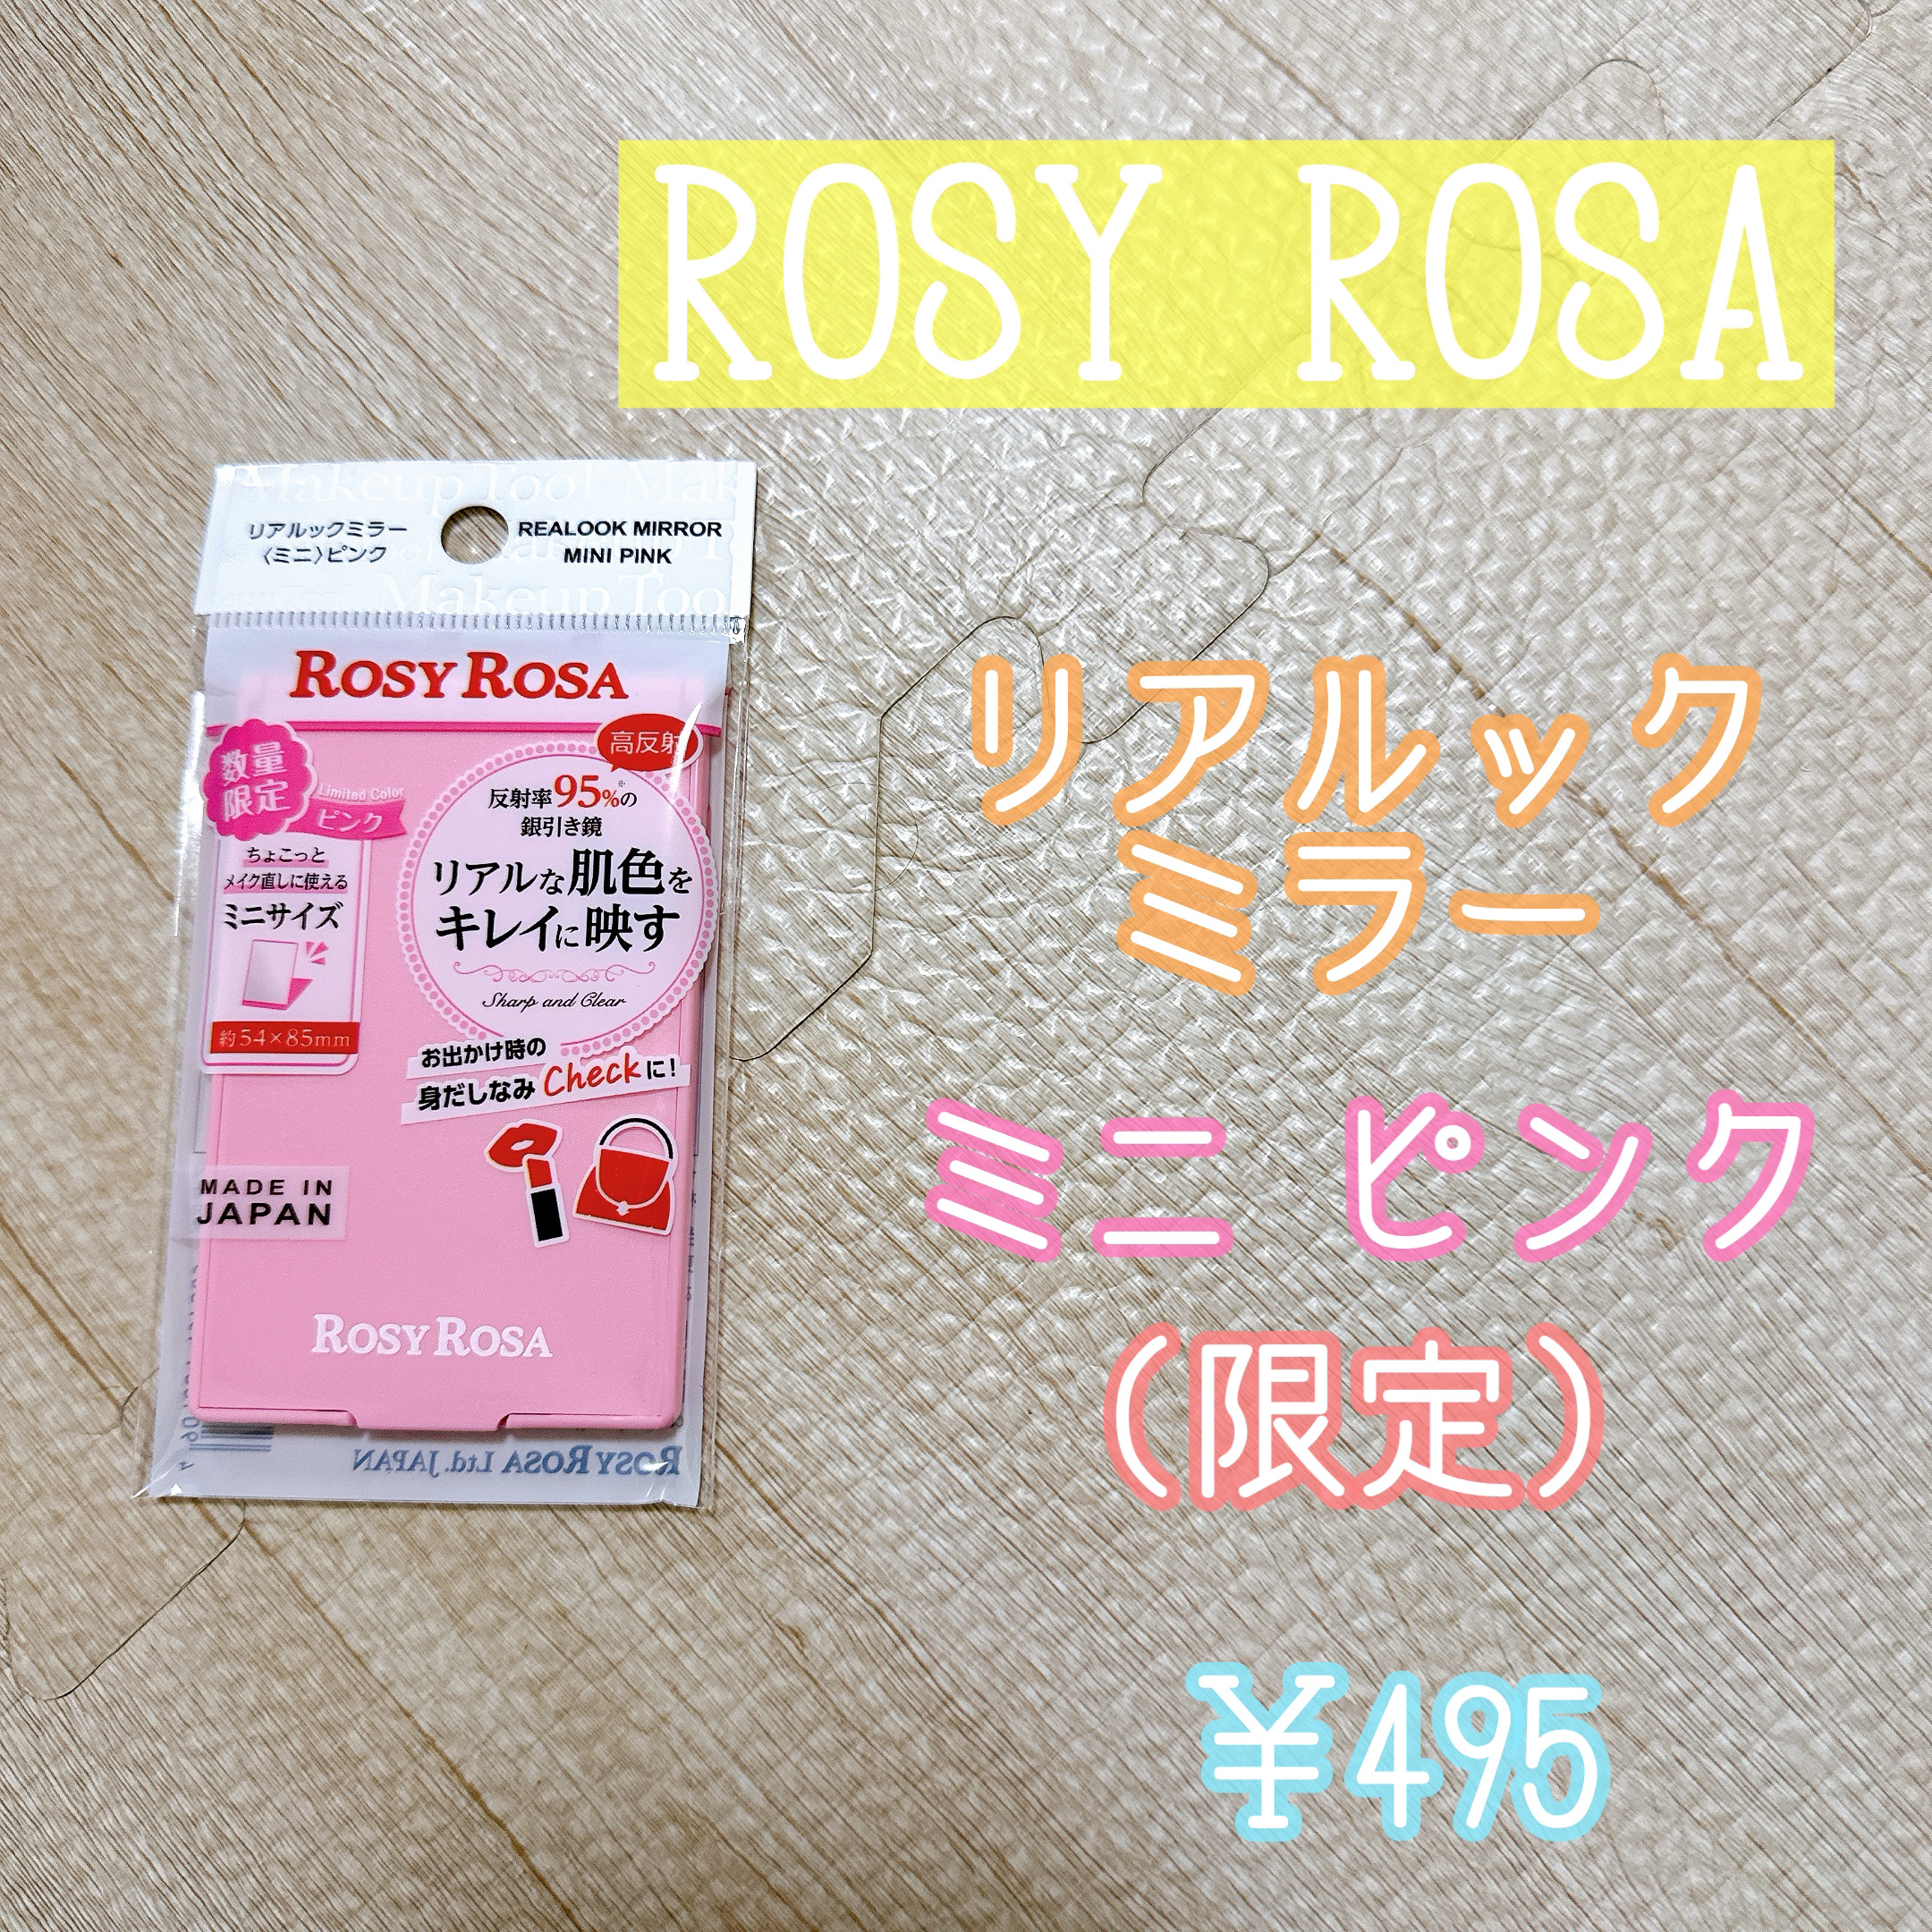 ROSY ROSA
リアルック
ミラー
ミニ ピンク
(限定)
¥495
Makeup Tool Mak
リアルックミラー
〈ミニ〉ピンク
REALOOK MIRROR
MINI PINK
Makeup Too
ROSY ROSA
数量
限定
Limited Color
ピンク
高反射
反射率95%※の
銀引き鏡
リアルな肌色を
キレイに映す
Sharp and Clear
ちょこっと
メイク直しに使える
ミニサイズ
約54×85mm
お出かけ時の
身だしなみCheckに!
MADE IN
JAPAN
ROSY ROSA
ROSY ROSA Ltd. JAPAN